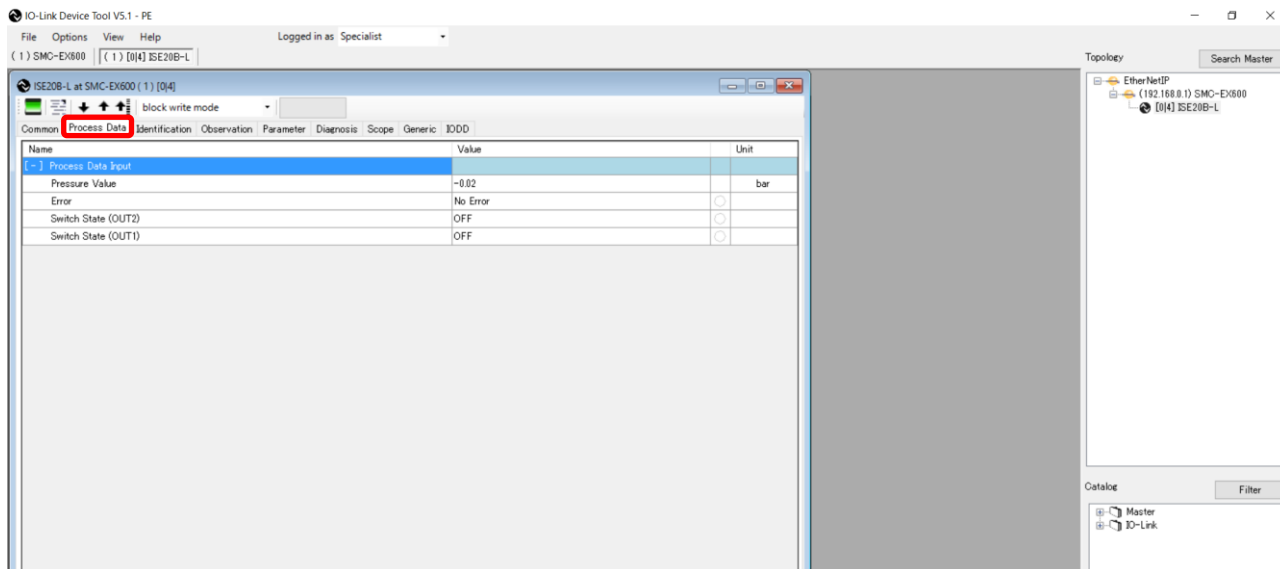 IO-Link Device Tool V5.1 - PE
File Options View Help Logged in as Specialist
(1) SMC-EX600 (1) [0|4] ISE20B-L
Topology Search Master
ISE20B-L at SMC-EX600 (1) [0|4]
block write mode
Common Process Data Identification Observation Parameter Diagnosis Scope Generic IODD
Name Value Unit
[-] Process Data Input
Pressure Value -0.02 bar
Error No Error
Switch State (OUT2) OFF
Switch State (OUT1) OFF
EtherNetIP
(192.168.0.1) SMC-EX600
[0|4] ISE20B-L
Catalog Filter
Master
IO-Link